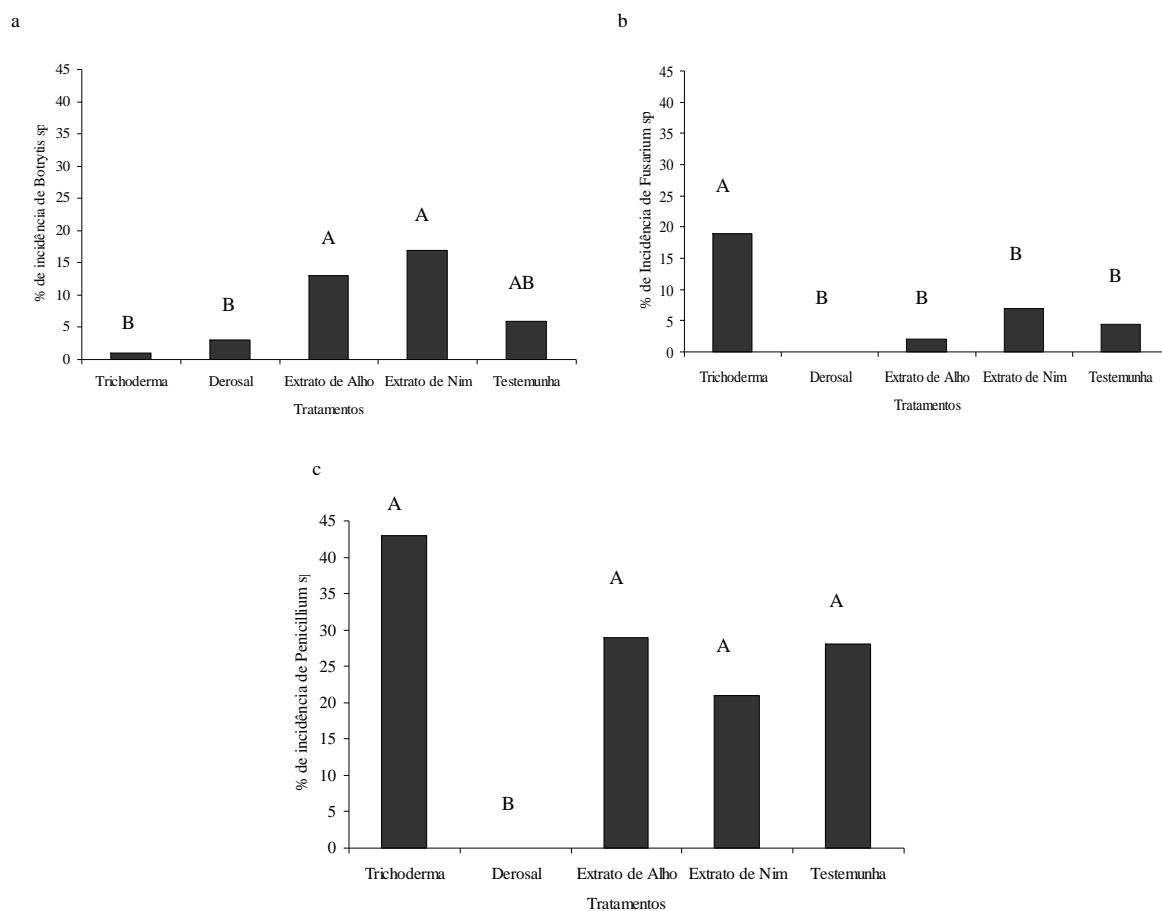 a
% de incidência de Botrytis sp
45
40
35
30
25
20
15
10
5
0
B
B
A
A
AB
Trichoderma
Derosal
Extrato de Alho
Extrato de Nim
Testemunha
Tratamentos
b
% de Incidência de Fusarium sp
45
40
35
30
25
20
15
10
5
0
A
B
B
B
B
Trichoderma
Derosal
Extrato de Alho
Extrato de Nim
Testemunha
Tratamentos
c
% de incidência de Penicillium s
45
40
35
30
25
20
15
10
5
0
A
B
A
A
A
Trichoderma
Derosal
Extrato de Alho
Extrato de Nim
Testemunha
Tratamentos